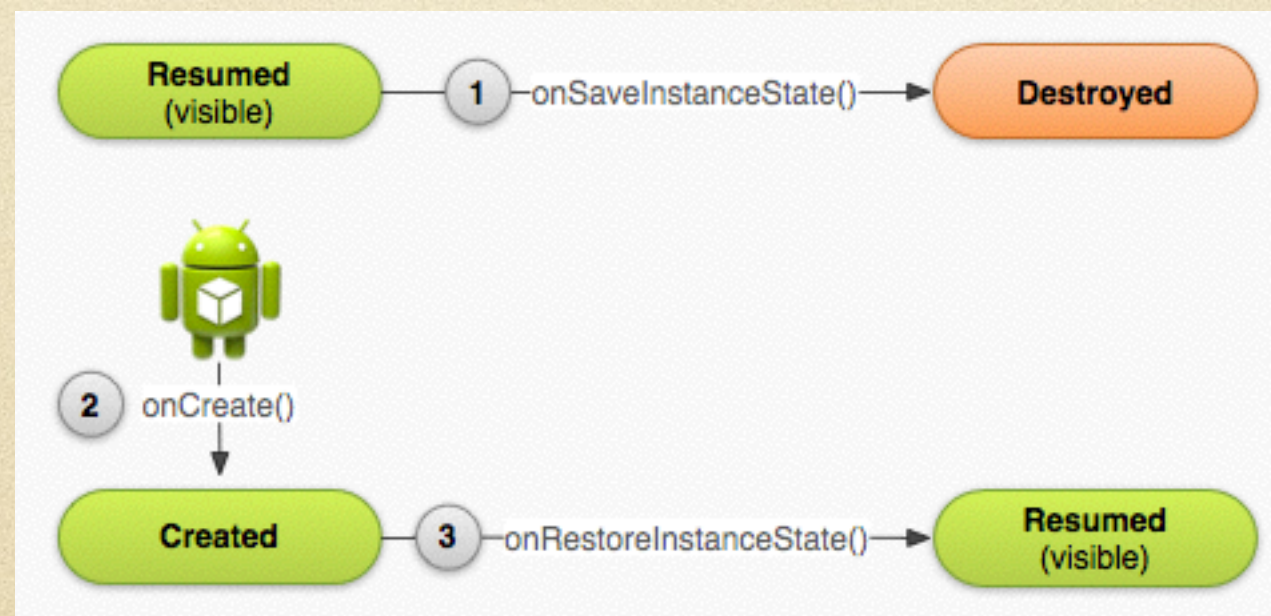 Resumed
(visible)
1
onSaveInstanceState()
Destroyed
2
onCreate()
Created
3
onRestoreInstanceState()
Resumed
(visible)